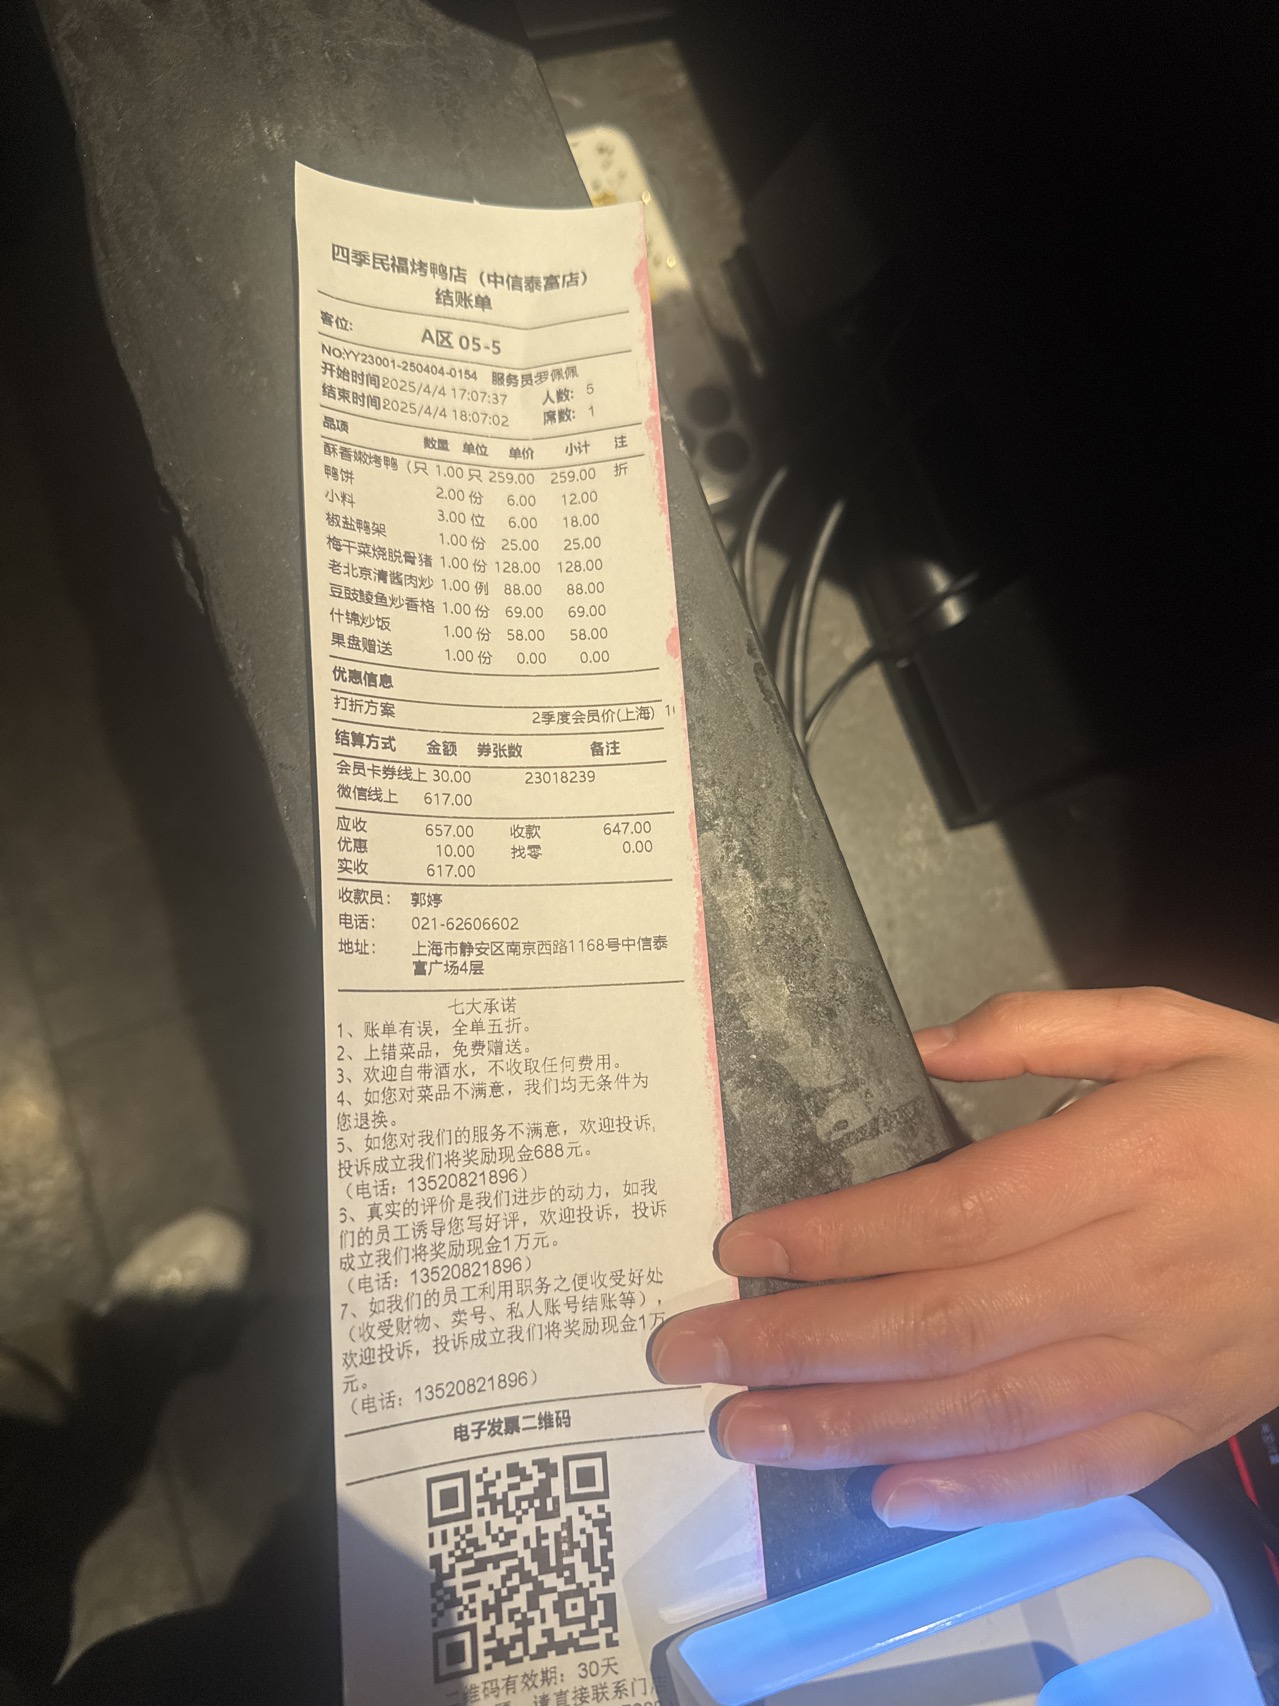 四季民福烤鸭店（中信泰富店）
结账单
客位: A区 05-5
NO:YY23001-250404-0154 服务员:罗佩佩
开始时间2025/4/4 17:07:37 人数: 5
结束时间2025/4/4 18:07:02 席数: 1
品项 数量 单位 单价 小计 注
酥香嫩烤鸭（只 1.00 只 259.00 259.00 折
鸭饼 2.00 份 6.00 12.00
小料 3.00 位 6.00 18.00
椒盐鸭架 1.00 份 25.00 25.00
梅干菜烧脱骨猪 1.00 份 128.00 128.00
老北京清酱肉炒 1.00 例 88.00 88.00
豆豉鲮鱼炒香格 1.00 份 69.00 69.00
什锦炒饭 1.00 份 58.00 58.00
果盘赠送 1.00 份 0.00 0.00
优惠信息
打折方案 2季度会员价(上海)
结算方式 金额 券张数 备注
会员卡券线上 30.00 23018239
微信线上 617.00
应收 657.00 收款 647.00
优惠 10.00 找零 0.00
实收 617.00
收款员: 郭婷
电话: 021-62606602
地址: 上海市静安区南京西路1168号中信泰
富广场4层
七大承诺
1、账单有误，全单五折。
2、上错菜品，免费赠送。
3、欢迎自带酒水，不收取任何费用。
4、如您对菜品不满意，我们均无条件为
您退换。
5、如您对我们的服务不满意，欢迎投诉,
投诉成立我们将奖励现金688元。
（电话：13520821896）
6、真实的评价是我们进步的动力，如我
们的员工诱导您写好评，欢迎投诉，投诉
成立我们将奖励现金1万元。
（电话：13520821896）
7、如我们的员工利用职务之便收受好处
（收受财物、卖号、私人账号结账等），
欢迎投诉，投诉成立我们将奖励现金1万
元。
（电话：13520821896）
电子发票二维码
二维码有效期：30天
请直接联系门